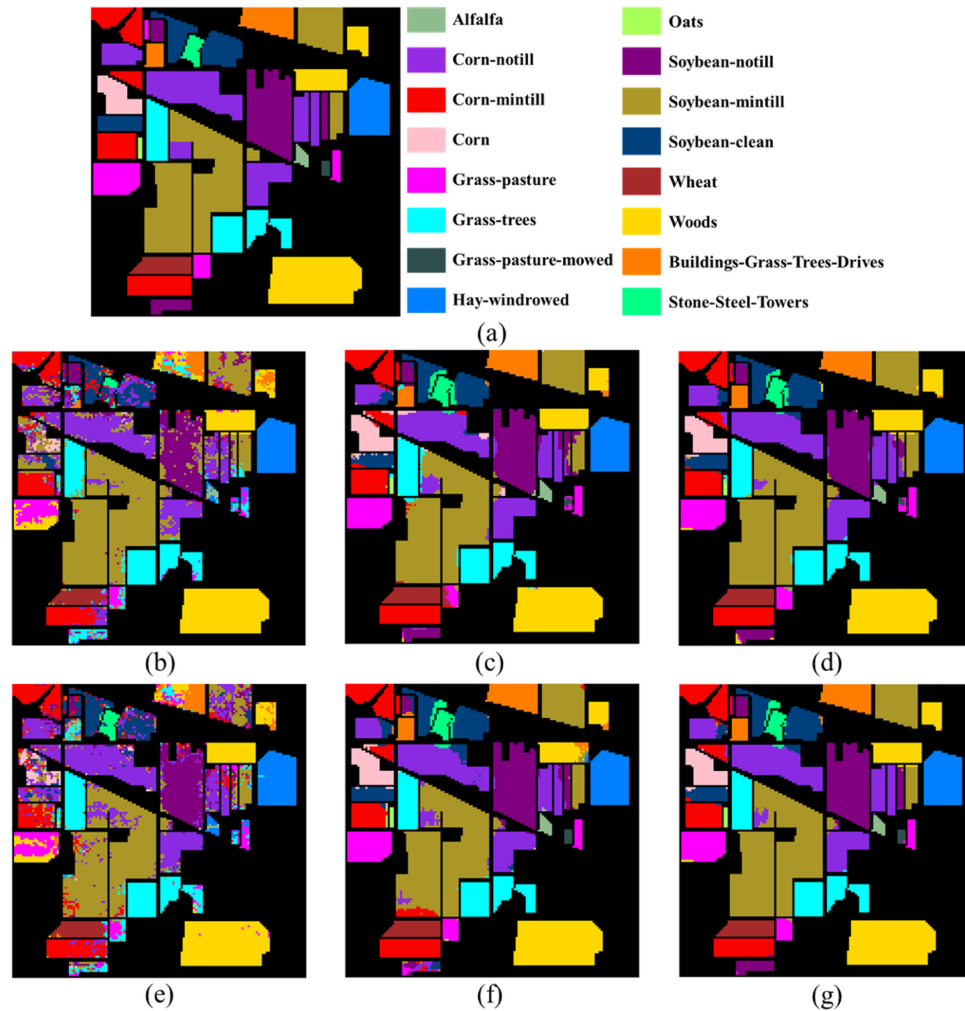 Alfalfa
Oats
Corn-notill
Soybean-notill
Corn-mintill
Soybean-mintill
Corn
Soybean-clean
Grass-pasture
Wheat
Grass-trees
Woods
Grass-pasture-mowed
Buildings-Grass-Trees-Drives
Hay-windrowed
Stone-Steel-Towers
(a)
(b)
(c)
(d)
(e)
(f)
(g)